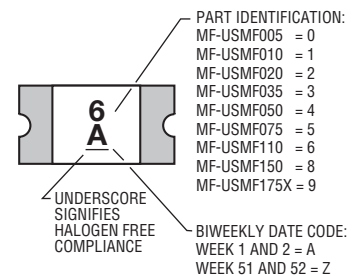 PART IDENTIFICATION:
MF-USMF005 = 0
MF-USMF010 = 1
MF-USMF020 = 2
MF-USMF035 = 3
MF-USMF050 = 4
MF-USMF075 = 5
MF-USMF110 = 6
MF-USMF150 = 8
MF-USMF175X = 9
6
A
UNDERSCORE
SIGNIFIES
HALOGEN FREE
COMPLIANCE
BIWEEKLY DATE CODE:
WEEK 1 AND 2 = A
WEEK 51 AND 52 = Z